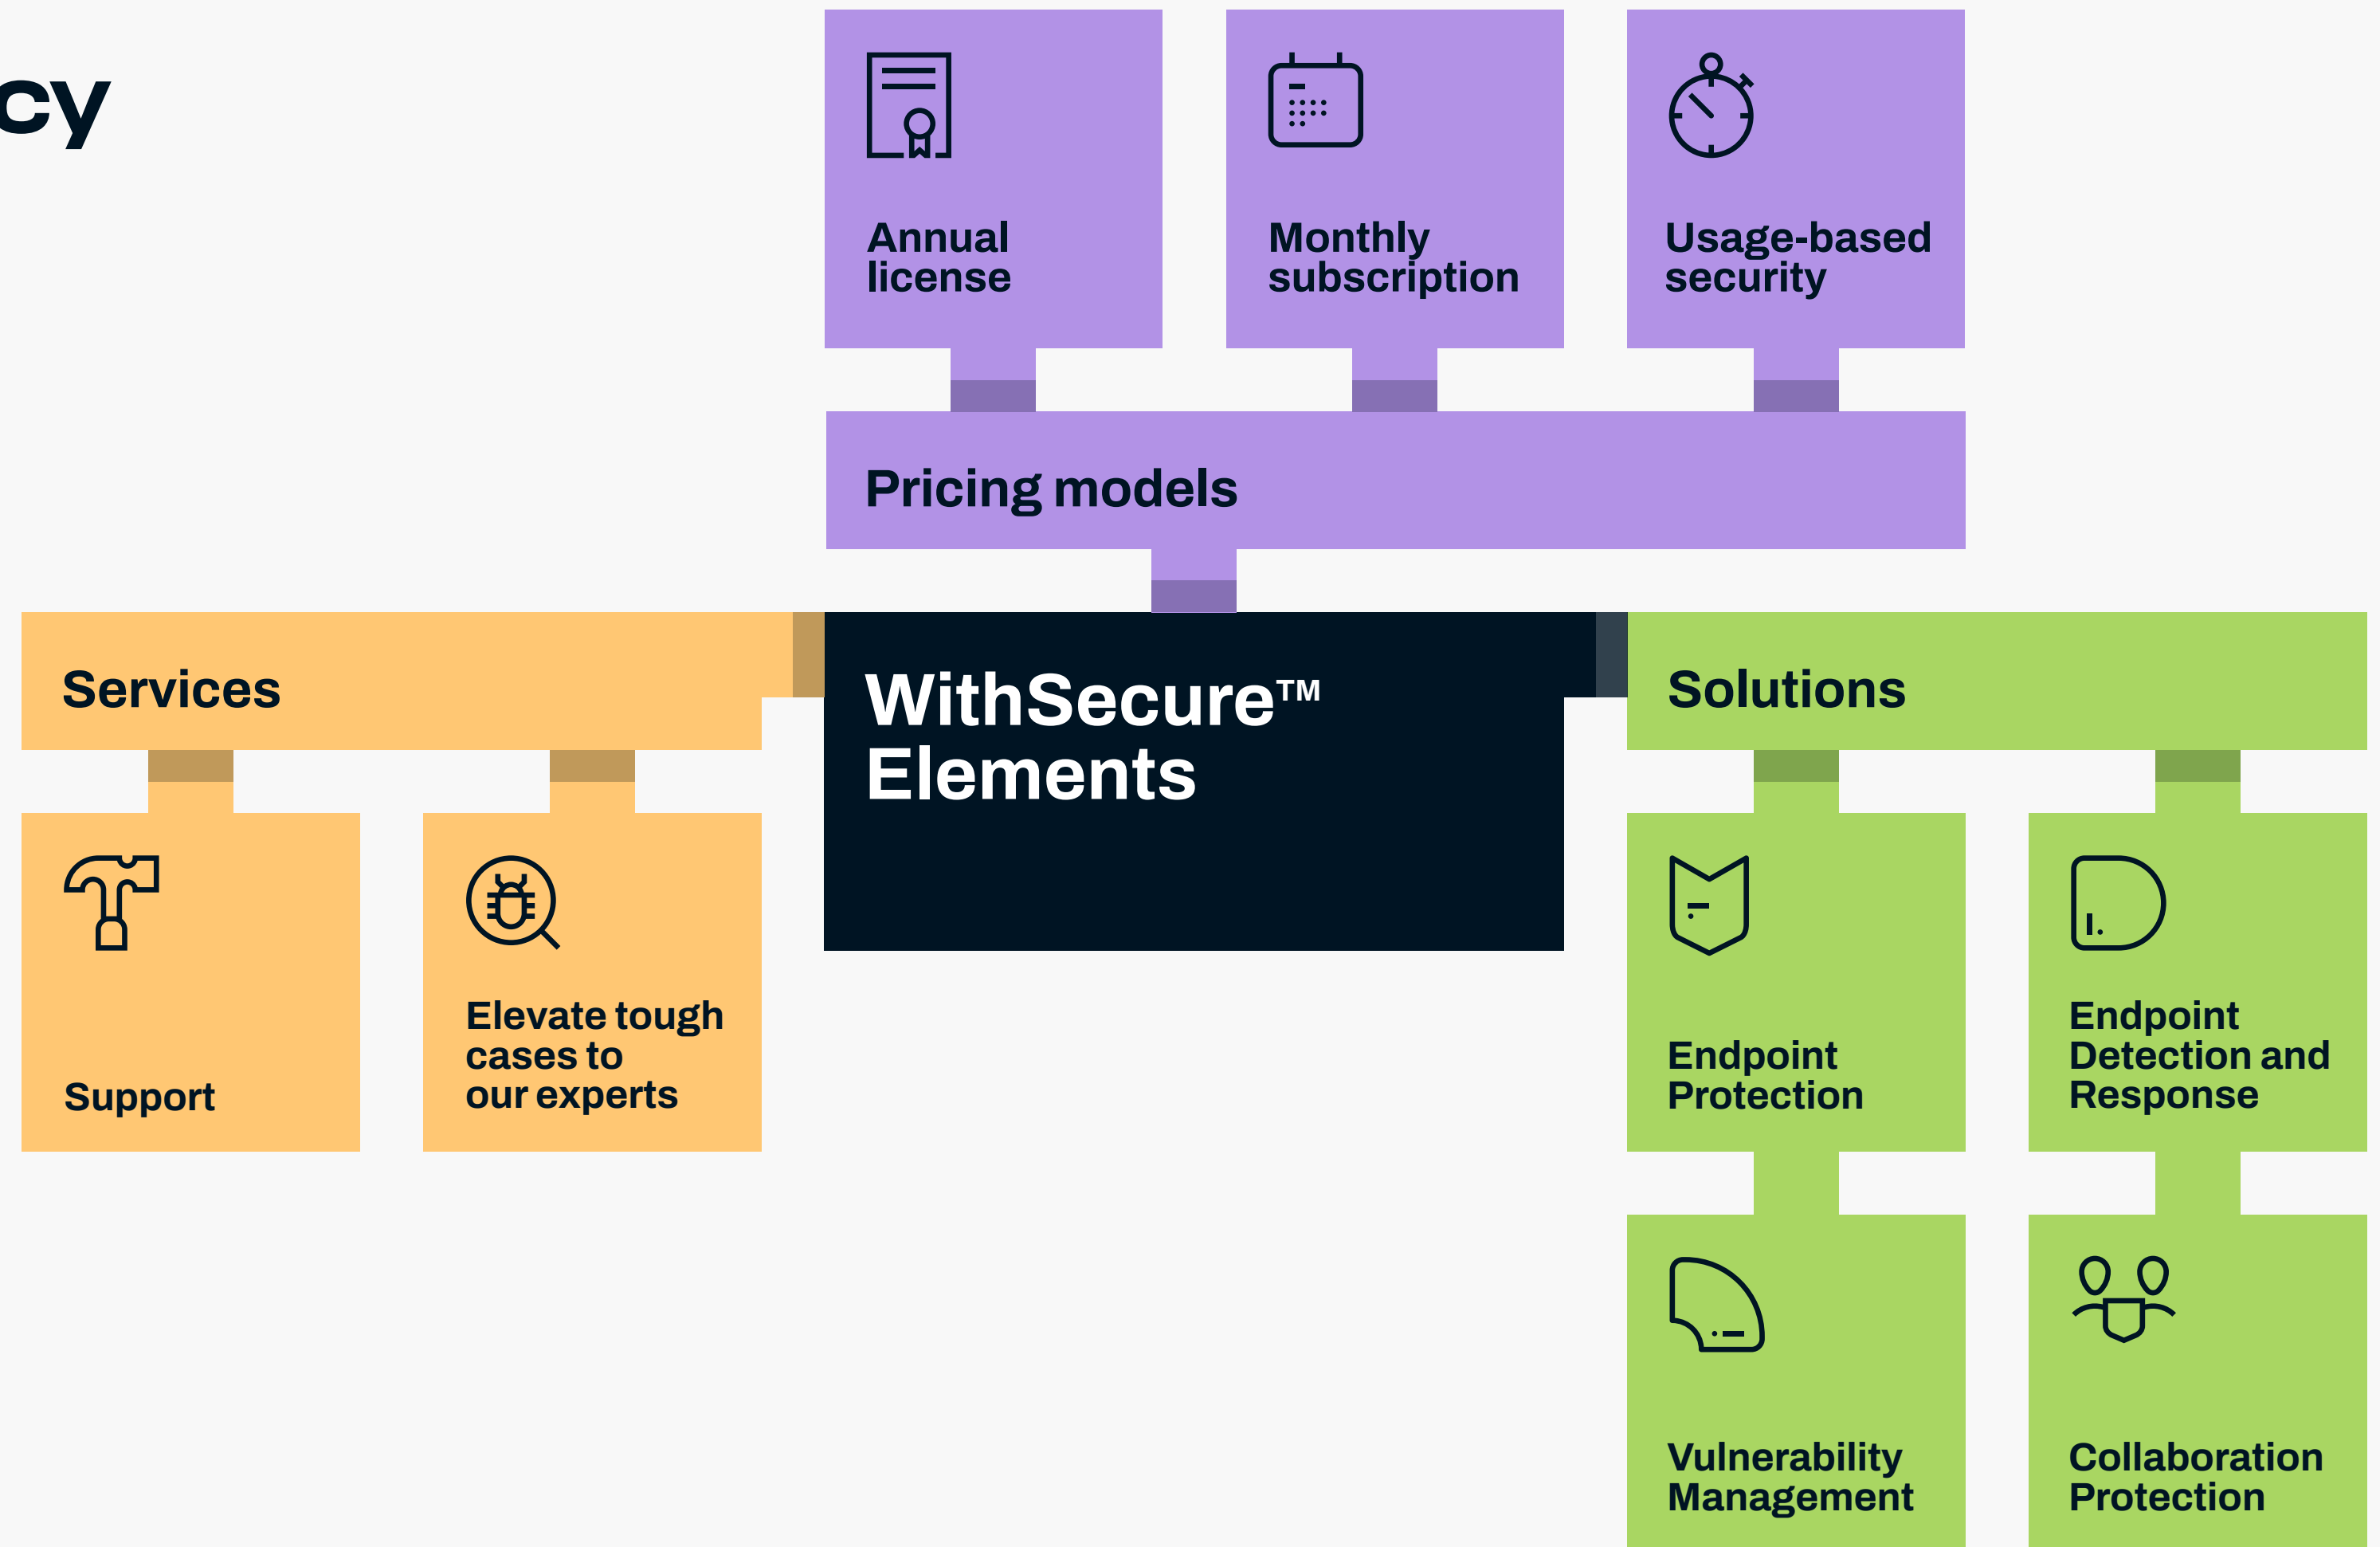 cy
Annual
license
Monthly
subscription
Usage-based
security
Pricing models
Services
WithSecure™
Elements
Solutions
Support
Elevate tough
cases to
our experts
Endpoint
Protection
Endpoint
Detection and
Response
Vulnerability
Management
Collaboration
Protection